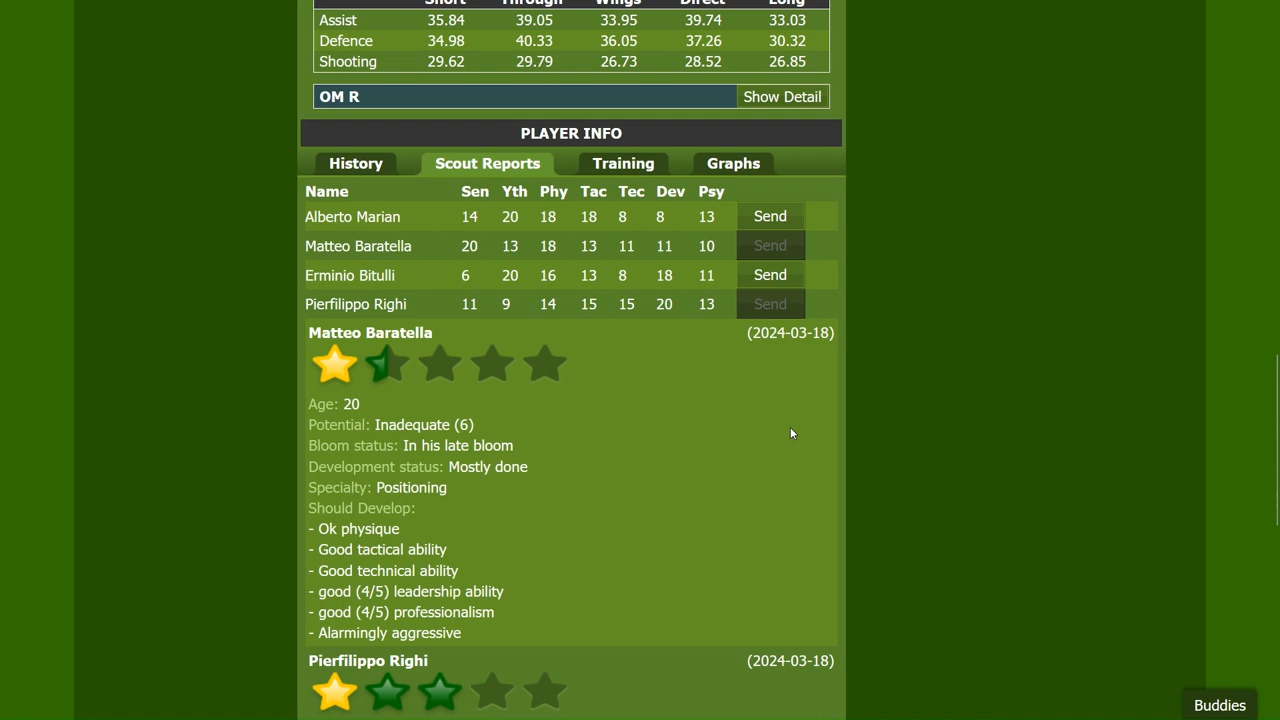 Short Through Wings Direct Long
Assist 35.84 39.05 33.95 39.74 33.03
Defence 34.98 40.33 36.05 37.26 30.32
Shooting 29.62 29.79 26.73 28.52 26.85
OM R Show Detail
PLAYER INFO
History Scout Reports Training Graphs
Name Sen Yth Phy Tac Tec Dev Psy
Alberto Marian 14 20 18 18 8 8 13 Send
Matteo Baratella 20 13 18 13 11 11 10 Send
Erminio Bitulli 6 20 16 13 8 18 11 Send
Pierfilippo Righi 11 9 14 15 15 20 13 Send
Matteo Baratella (2024-03-18)
Age: 20
Potential: Inadequate (6)
Bloom status: In his late bloom
Development status: Mostly done
Specialty: Positioning
Should Develop:
- Ok physique
- Good tactical ability
- Good technical ability
- good (4/5) leadership ability
- good (4/5) professionalism
- Alarmingly aggressive
Pierfilippo Righi (2024-03-18)
Buddies